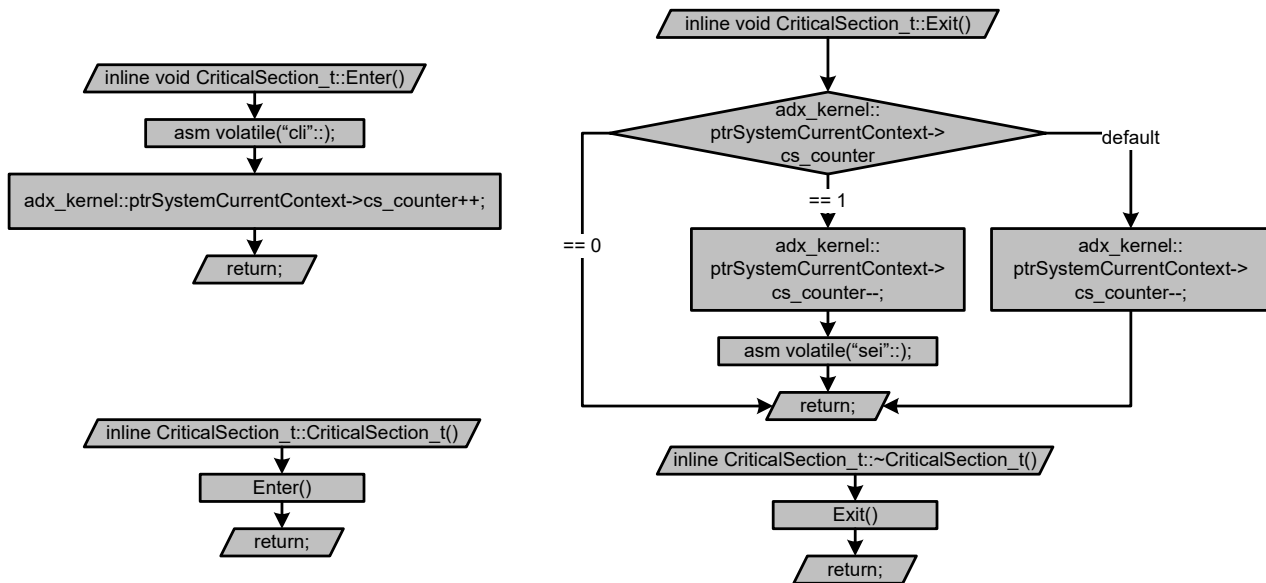 inline void CriticalSection_t::Enter()
asm volatile(“cli”::);
adx_kernel::ptrSystemCurrentContext->cs_counter++;
return;
inline void CriticalSection_t::Exit()
adx_kernel::
ptrSystemCurrentContext->
cs_counter
default
== 1
== 0
adx_kernel::
ptrSystemCurrentContext->
cs_counter--;
adx_kernel::
ptrSystemCurrentContext->
cs_counter--;
asm volatile(“sei”::);
return;
inline CriticalSection_t::CriticalSection_t()
Enter()
return;
inline CriticalSection_t::~CriticalSection_t()
Exit()
return;